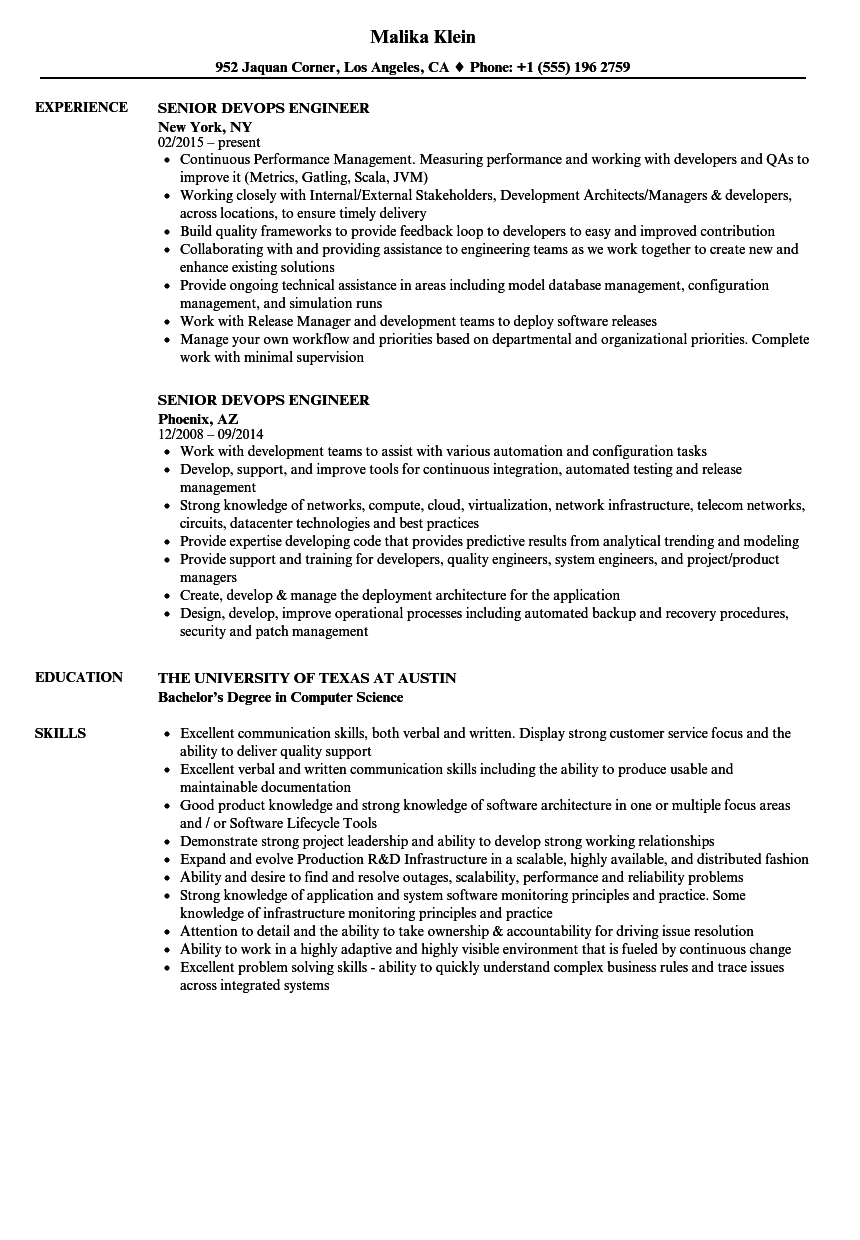 Malika Klein
952 Jaquan Corner, Los Angeles, CA ♦ Phone: +1 (555) 196 2759
EXPERIENCE
SENIOR DEVOPS ENGINEER
New York, NY
02/2015 – present
• Continuous Performance Management. Measuring performance and working with developers and QAs to
improve it (Metrics, Gatling, Scala, JVM)
• Working closely with Internal/External Stakeholders, Development Architects/Managers & developers,
across locations, to ensure timely delivery
• Build quality frameworks to provide feedback loop to developers to easy and improved contribution
• Collaborating with and providing assistance to engineering teams as we work together to create new and
enhance existing solutions
• Provide ongoing technical assistance in areas including model database management, configuration
management, and simulation runs
• Work with Release Manager and development teams to deploy software releases
• Manage your own workflow and priorities based on departmental and organizational priorities. Complete
work with minimal supervision
SENIOR DEVOPS ENGINEER
Phoenix, AZ
12/2008 – 09/2014
• Work with development teams to assist with various automation and configuration tasks
• Develop, support, and improve tools for continuous integration, automated testing and release
management
• Strong knowledge of networks, compute, cloud, virtualization, network infrastructure, telecom networks,
circuits, datacenter technologies and best practices
• Provide expertise developing code that provides predictive results from analytical trending and modeling
• Provide support and training for developers, quality engineers, system engineers, and project/product
managers
• Create, develop & manage the deployment architecture for the application
• Design, develop, improve operational processes including automated backup and recovery procedures,
security and patch management
EDUCATION
THE UNIVERSITY OF TEXAS AT AUSTIN
Bachelor's Degree in Computer Science
SKILLS
• Excellent communication skills, both verbal and written. Display strong customer service focus and the
ability to deliver quality support
• Excellent verbal and written communication skills including the ability to produce usable and
maintainable documentation
• Good product knowledge and strong knowledge of software architecture in one or multiple focus areas
and / or Software Lifecycle Tools
• Demonstrate strong project leadership and ability to develop strong working relationships
• Expand and evolve Production R&D Infrastructure in a scalable, highly available, and distributed fashion
• Ability and desire to find and resolve outages, scalability, performance and reliability problems
• Strong knowledge of application and system software monitoring principles and practice. Some
knowledge of infrastructure monitoring principles and practice
• Attention to detail and the ability to take ownership & accountability for driving issue resolution
• Ability to work in a highly adaptive and highly visible environment that is fueled by continuous change
• Excellent problem solving skills - ability to quickly understand complex business rules and trace issues
across integrated systems